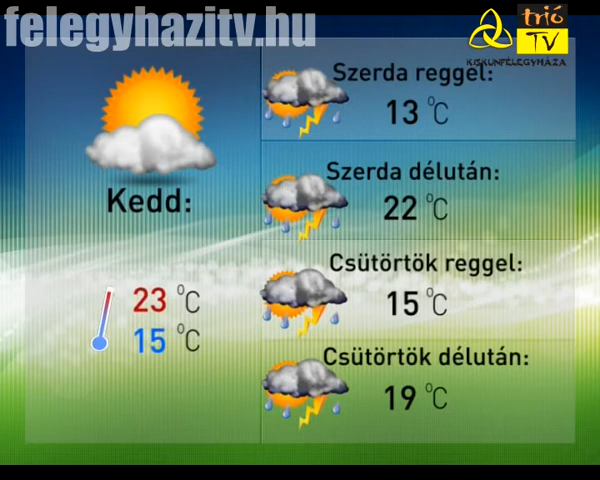 felegyhazitv.hu
trió
TV
KISKUNFÉLEGYHÁZA
Kedd:
23 °C
15 °C
Szerda reggel:
13 °C
Szerda délután:
22 °C
Csütörtök reggel:
15 °C
Csütörtök délután:
19 °C